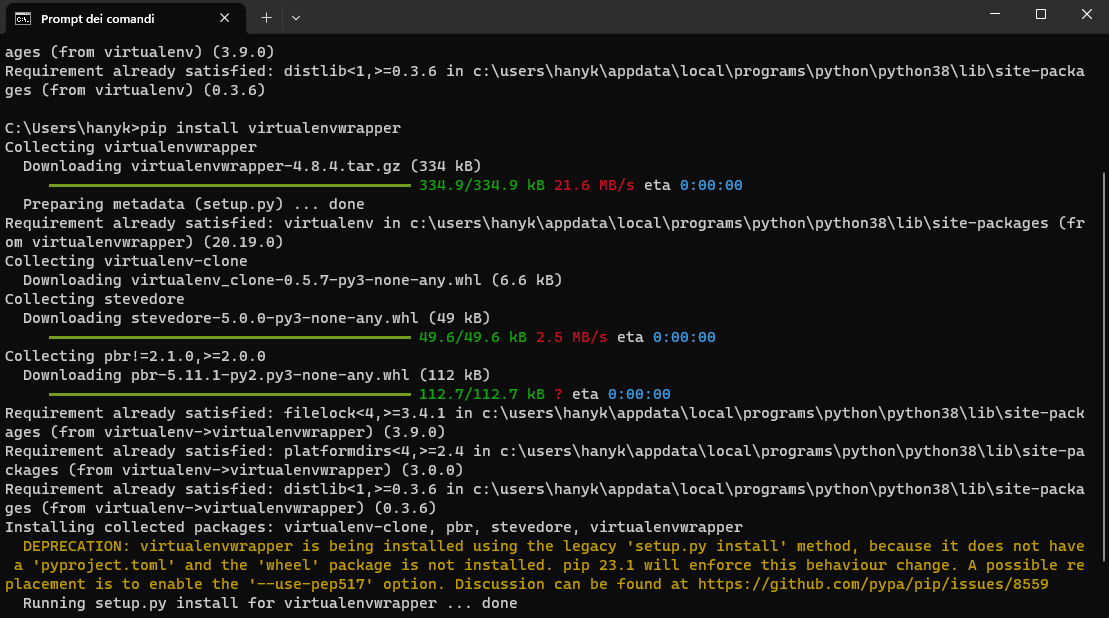 Prompt dei comandi
ages (from virtualenv) (3.9.0)
Requirement already satisfied: distlib<1,>=0.3.6 in c:\users\hanyk\appdata\local\programs\python\python38\lib\site-packa
ges (from virtualenv) (0.3.6)
C:\Users\hanyk>pip install virtualenvwrapper
Collecting virtualenvwrapper
  Downloading virtualenvwrapper-4.8.4.tar.gz (334 kB)
334.9/334.9 kB 21.6 MB/s eta 0:00:00
  Preparing metadata (setup.py) ... done
Requirement already satisfied: virtualenv in c:\users\hanyk\appdata\local\programs\python\python38\lib\site-packages (fr
om virtualenvwrapper) (20.19.0)
Collecting virtualenv-clone
  Downloading virtualenv_clone-0.5.7-py3-none-any.whl (6.6 kB)
Collecting stevedore
  Downloading stevedore-5.0.0-py3-none-any.whl (49 kB)
49.6/49.6 kB 2.5 MB/s eta 0:00:00
Collecting pbr!=2.1.0,>=2.0.0
  Downloading pbr-5.11.1-py2.py3-none-any.whl (112 kB)
112.7/112.7 kB ? eta 0:00:00
Requirement already satisfied: filelock<4,>=3.4.1 in c:\users\hanyk\appdata\local\programs\python\python38\lib\site-pack
ages (from virtualenv->virtualenvwrapper) (3.9.0)
Requirement already satisfied: platformdirs<4,>=2.4 in c:\users\hanyk\appdata\local\programs\python\python38\lib\site-pa
ckages (from virtualenv->virtualenvwrapper) (3.0.0)
Requirement already satisfied: distlib<1,>=0.3.6 in c:\users\hanyk\appdata\local\programs\python\python38\lib\site-packa
ges (from virtualenv->virtualenvwrapper) (0.3.6)
Installing collected packages: virtualenv-clone, pbr, stevedore, virtualenvwrapper
  DEPRECATION: virtualenvwrapper is being installed using the legacy 'setup.py install' method, because it does not have
 a 'pyproject.toml' and the 'wheel' package is not installed. pip 23.1 will enforce this behaviour change. A possible re
placement is to enable the '--use-pep517' option. Discussion can be found at https://github.com/pypa/pip/issues/8559
  Running setup.py install for virtualenvwrapper ... done